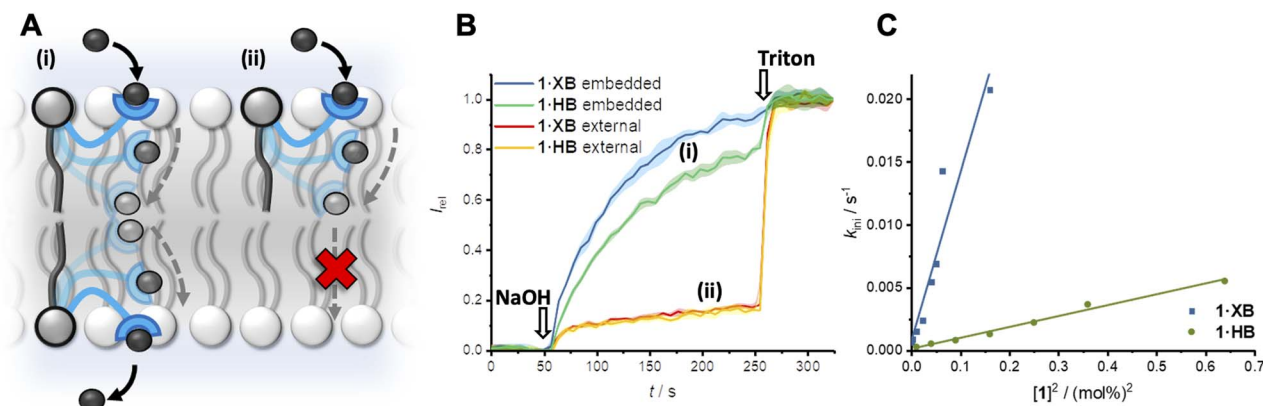 A
(i)
(ii)
B
Triton
1·XB embedded
1·HB embedded
1·XB external
1·HB external
(i)
(ii)
NaOH
I rel
1.0
0.8
0.6
0.4
0.2
0.0
0
50
100
150
200
250
300
t / s
C
k ini / s⁻¹
0.020
0.015
0.010
0.005
0.000
1·XB
1·HB
0.0
0.1
0.2
0.3
0.4
0.5
0.6
0.7
[1]² / (mol%)²